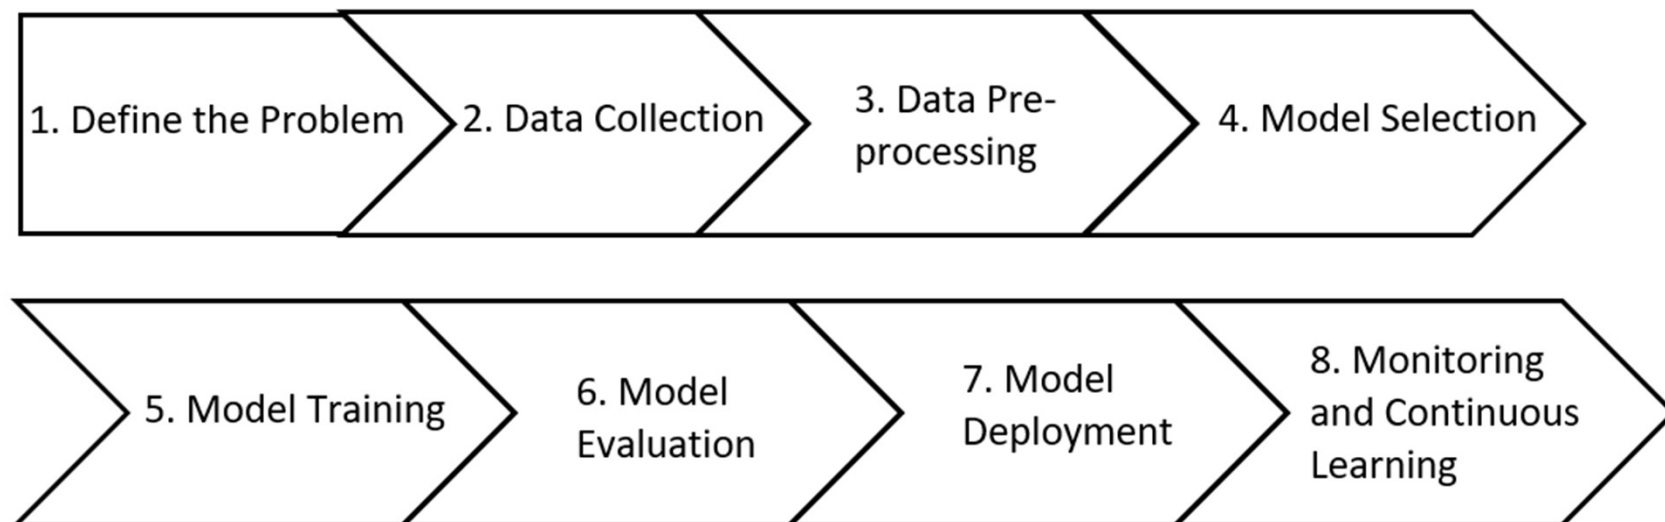 1. Define the Problem
2. Data Collection
3. Data Pre-
processing
4. Model Selection
5. Model Training
6. Model
Evaluation
7. Model
Deployment
8. Monitoring
and Continuous
Learning